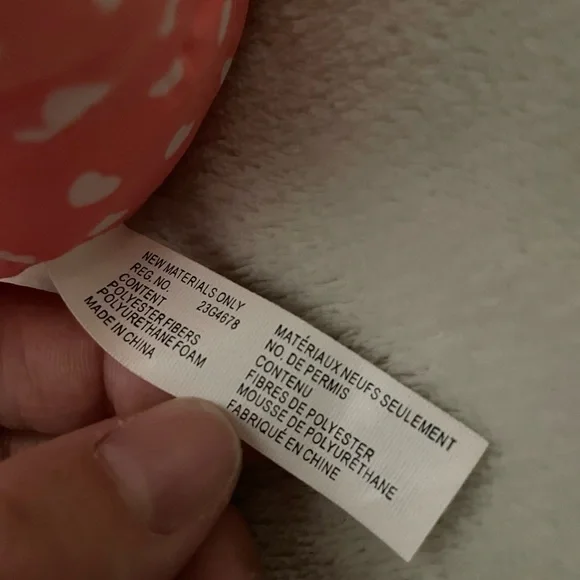 NEW MATERIALS ONLY
REG. NO. 23G4678
CONTENT
POLYESTER FIBERS
POLYURETHANE FOAM
MADE IN CHINA
MATÉRIAUX NEUFS SEULEMENT
NO. DE PERMIS
CONTENU
FIBRES DE POLYESTER
MOUSSE DE POLYURÉTHANE
FABRIQUÉ EN CHINE